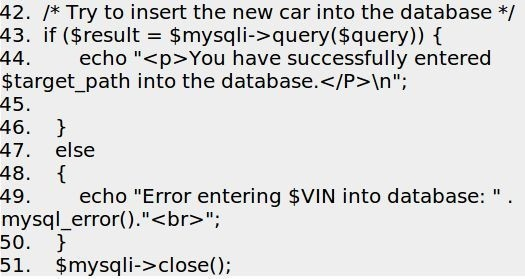 42.  /* Try to insert the new car into the database */
43.  if ($result = $mysqli->query($query)) {
44.       echo "<p>You have successfully entered
$target_path into the database.</P>\n";
45.
46.   }
47.   else
48.   {
49.       echo "Error entering $VIN into database: " .
mysql_error()."<br>";
50.   }
51.   $mysqli->close();